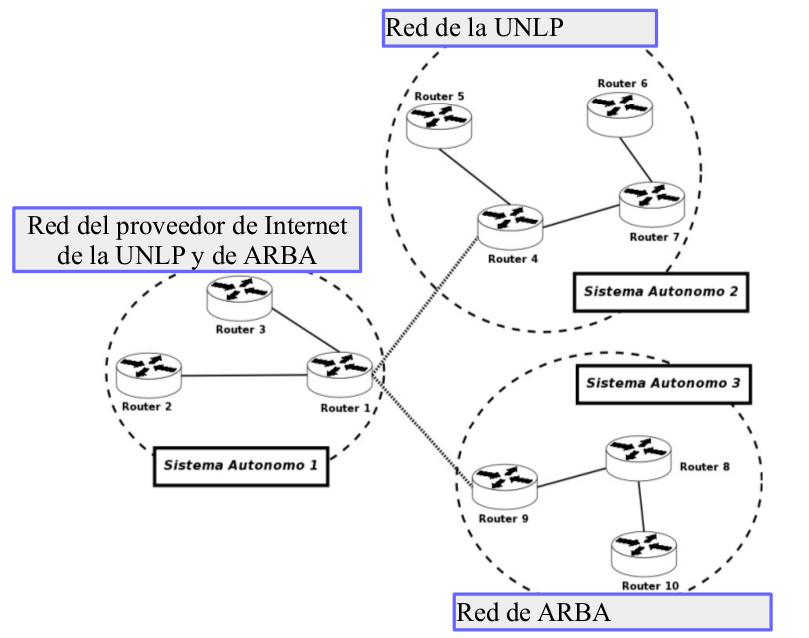 Red de la UNLP
Router 5
Router 6
Router 4
Router 7
Sistema Autonomo 2
Red del proveedor de Internet
de la UNLP y de ARBA
Router 3
Router 2
Router 1
Sistema Autonomo 1
Sistema Autonomo 3
Router 8
Router 9
Router 10
Red de ARBA